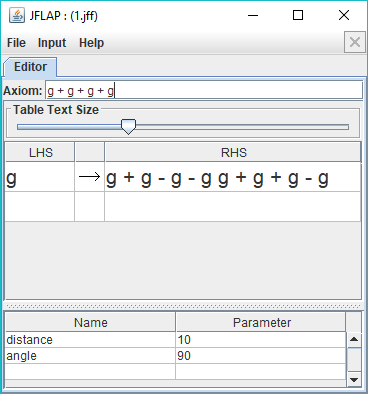 JFLAP : (1.jff)
File Input Help
Editor
Axiom: g + g + g + g
Table Text Size
LHS RHS
g → g + g - g - g g + g + g - g
Name Parameter
distance 10
angle 90